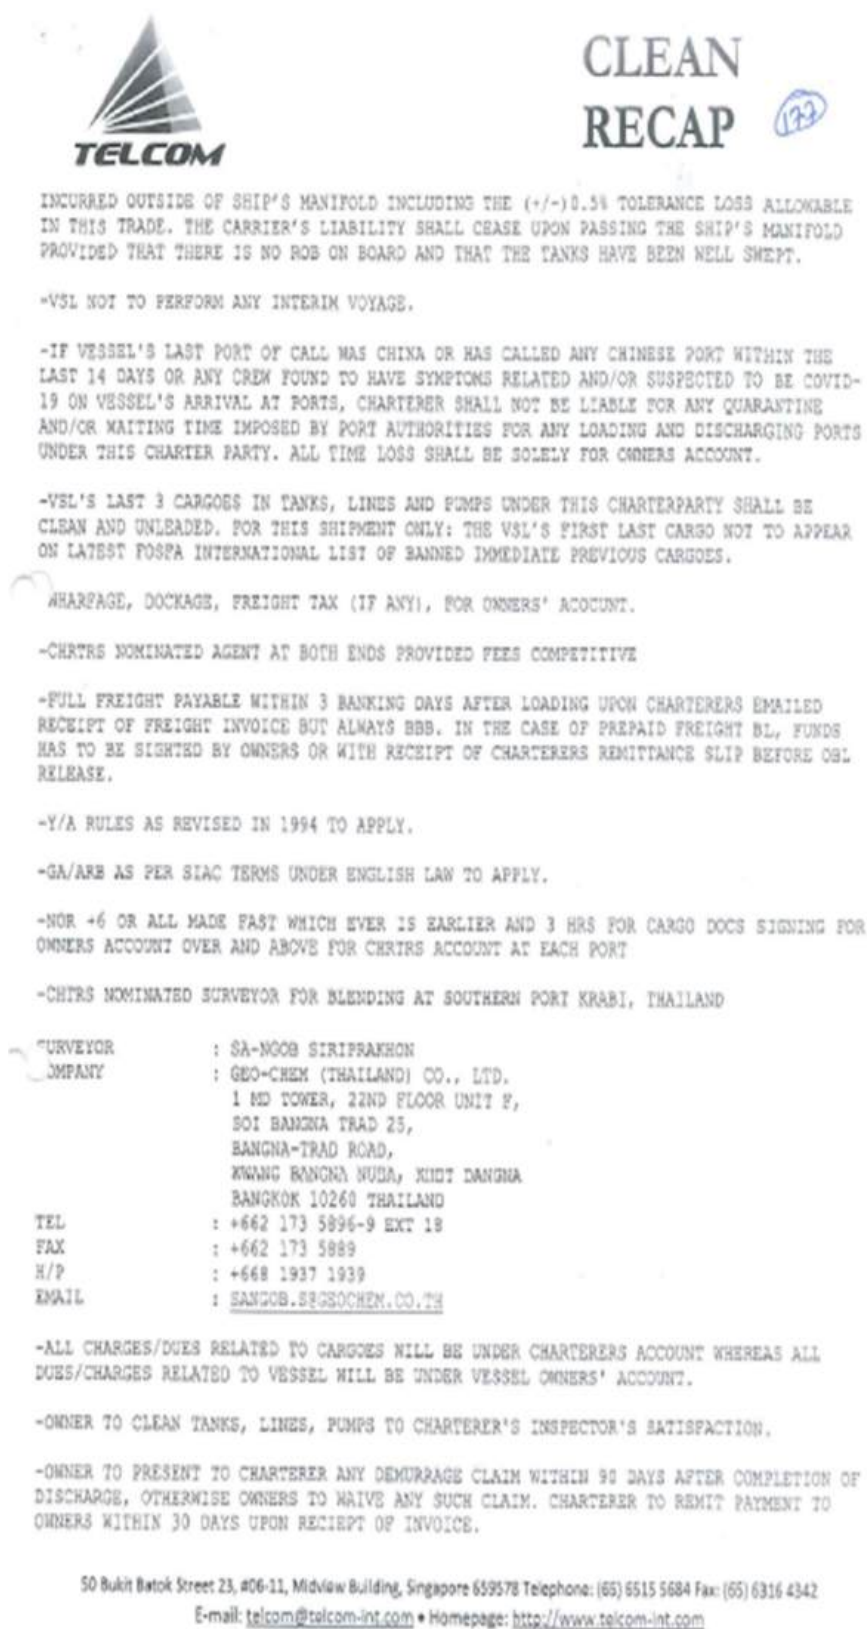 TELCOM
CLEAN
RECAP
177
INCURRED OUTSIDE OF SHIP'S MANIFOLD INCLUDING THE (+/-)0.5% TOLERANCE LOSS ALLOWABLE
IN THIS TRADE. THE CARRIER'S LIABILITY SHALL CEASE UPON PASSING THE SHIP'S MANIFOLD
PROVIDED THAT THERE IS NO ROB ON BOARD AND THAT THE TANKS HAVE BEEN WELL SWEPT.
-VSL NOT TO PERFORM ANY INTERIM VOYAGE.
-IF VESSEL'S LAST PORT OF CALL WAS CHINA OR HAS CALLED ANY CHINESE PORT WITHIN THE
LAST 14 DAYS OR ANY CREW FOUND TO HAVE SYMPTOMS RELATED AND/OR SUSPECTED TO BE COVID-
19 ON VESSEL'S ARRIVAL AT PORTS, CHARTERER SHALL NOT BE LIABLE FOR ANY QUARANTINE
AND/OR WAITING TIME IMPOSED BY PORT AUTHORITIES FOR ANY LOADING AND DISCHARGING PORTS
UNDER THIS CHARTER PARTY. ALL TIME LOSS SHALL BE SOLELY FOR OWNERS ACCOUNT.
-VSL'S LAST 3 CARGOES IN TANKS, LINES AND PUMPS UNDER THIS CHARTERPARTY SHALL BE
CLEAN AND UNLEADED. FOR THIS SHIPMENT ONLY: THE VSL'S FIRST LAST CARGO NOT TO APPEAR
ON LATEST FOSFA INTERNATIONAL LIST OF BANNED IMMEDIATE PREVIOUS CARGOES.
WHARFAGE, DOCKAGE, FREIGHT TAX (IF ANY), FOR OWNERS' ACOCUNT.
-CHRTRS NOMINATED AGENT AT BOTH ENDS PROVIDED FEES COMPETITIVE
-FULL FREIGHT PAYABLE WITHIN 3 BANKING DAYS AFTER LOADING UPON CHARTERERS EMAILED
RECEIPT OF FREIGHT INVOICE BUT ALWAYS BBB. IN THE CASE OF PREPAID FREIGHT BL, FUNDS
HAS TO BE SIGHTED BY OWNERS OR WITH RECEIPT OF CHARTERERS REMITTANCE SLIP BEFORE OBL
RELEASE.
-Y/A RULES AS REVISED IN 1994 TO APPLY.
-GA/ARB AS PER SIAC TERMS UNDER ENGLISH LAW TO APPLY.
-NOR +6 OR ALL MADE FAST WHICH EVER IS EARLIER AND 3 HRS FOR CARGO DOCS SIGNING FOR
OWNERS ACCOUNT OVER AND ABOVE FOR CHRTRS ACCOUNT AT EACH PORT
-CHTRS NOMINATED SURVEYOR FOR BLENDING AT SOUTHERN PORT KRABI, THAILAND
SURVEYOR : SA-NGOB SIRIPRAKHON
COMPANY : GEO-CHEM (THAILAND) CO., LTD.
1 MD TOWER, 22ND FLOOR UNIT F,
SOI BANGNA TRAD 25,
BANGNA-TRAD ROAD,
KWANG BANGNA NUEA,
BANGKOK 10260 THAILAND
TEL : +662 173 5896-9 EXT 18
FAX : +662 173 5889
H/P : +668 1937 1939
EMAIL : SANGOB.S@GEOCHEM.CO.TH
-ALL CHARGES/DUES RELATED TO CARGOES WILL BE UNDER CHARTERERS ACCOUNT WHEREAS ALL
DUES/CHARGES RELATED TO VESSEL WILL BE UNDER VESSEL OWNERS' ACCOUNT.
-OWNER TO CLEAN TANKS, LINES, PUMPS TO CHARTERER'S INSPECTOR'S SATISFACTION.
-OWNER TO PRESENT TO CHARTERER ANY DEMURRAGE CLAIM WITHIN 90 DAYS AFTER COMPLETION OF
DISCHARGE, OTHERWISE OWNERS TO WAIVE ANY SUCH CLAIM. CHARTERER TO REMIT PAYMENT TO
OWNERS WITHIN 30 DAYS UPON RECIEPT OF INVOICE.
50 Bukit Batok Street 23, #06-11, Midview Building, Singapore 659578 Telephone: (65) 6515 5684 Fax: (65) 6316 4342
E-mail: telcom@telcom-int.com • Homepage: http://www.telcom-int.com